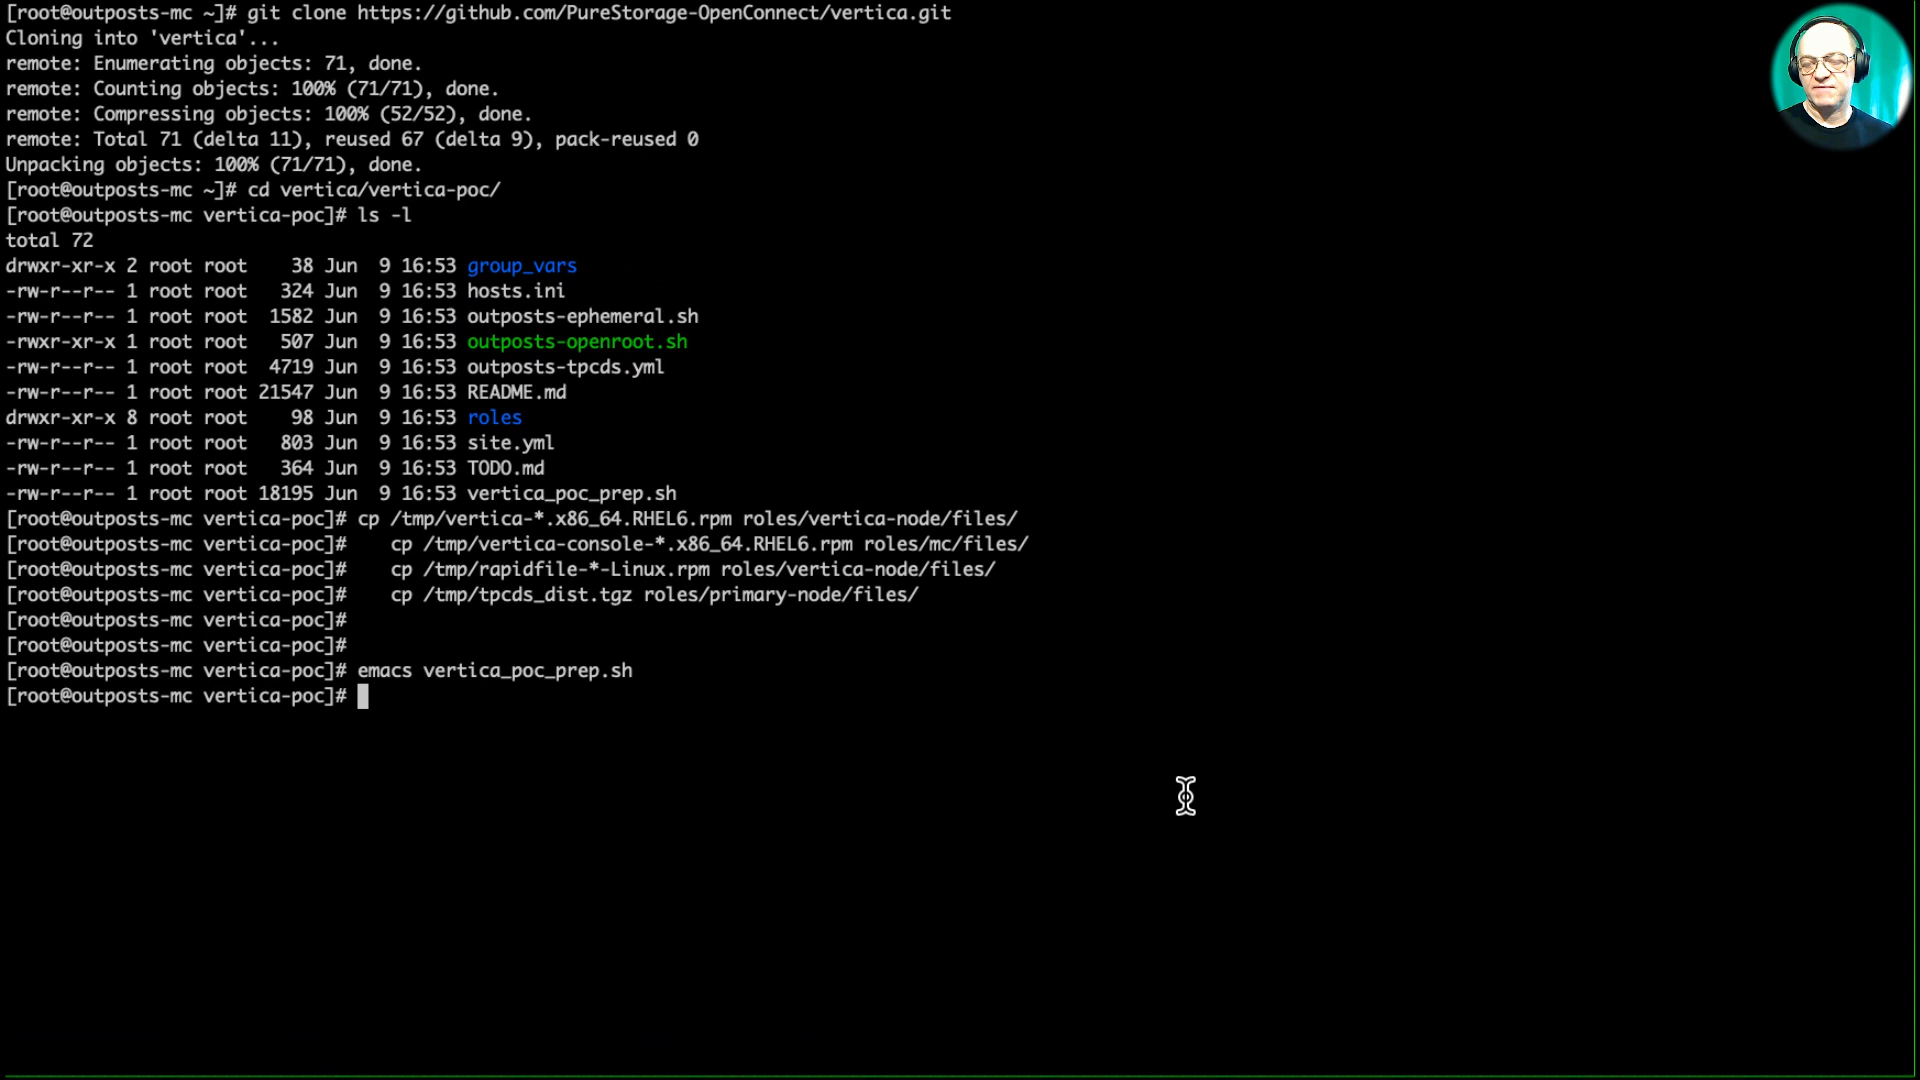 [root@outposts-mc ~]# git clone https://github.com/PureStorage-OpenConnect/vertica.git
Cloning into 'vertica'...
remote: Enumerating objects: 71, done.
remote: Counting objects: 100% (71/71), done.
remote: Compressing objects: 100% (52/52), done.
remote: Total 71 (delta 11), reused 67 (delta 9), pack-reused 0
Unpacking objects: 100% (71/71), done.
[root@outposts-mc ~]# cd vertica/vertica-poc/
[root@outposts-mc vertica-poc]# ls -l
total 72
drwxr-xr-x 2 root root    38 Jun  9 16:53 group_vars
-rw-r--r-- 1 root root   324 Jun  9 16:53 hosts.ini
-rw-r--r-- 1 root root  1582 Jun  9 16:53 outposts-ephemeral.sh
-rwxr-xr-x 1 root root   507 Jun  9 16:53 outposts-openroot.sh
-rw-r--r-- 1 root root  4719 Jun  9 16:53 outposts-tpcds.yml
-rw-r--r-- 1 root root 21547 Jun  9 16:53 README.md
drwxr-xr-x 8 root root    98 Jun  9 16:53 roles
-rw-r--r-- 1 root root   803 Jun  9 16:53 site.yml
-rw-r--r-- 1 root root   364 Jun  9 16:53 TODO.md
-rw-r--r-- 1 root root 18195 Jun  9 16:53 vertica_poc_prep.sh
[root@outposts-mc vertica-poc]# cp /tmp/vertica-*.x86_64.RHEL6.rpm roles/vertica-node/files/
[root@outposts-mc vertica-poc]#    cp /tmp/vertica-console-*.x86_64.RHEL6.rpm roles/mc/files/
[root@outposts-mc vertica-poc]#    cp /tmp/rapidfile-*-Linux.rpm roles/vertica-node/files/
[root@outposts-mc vertica-poc]#    cp /tmp/tpcds_dist.tgz roles/primary-node/files/
[root@outposts-mc vertica-poc]#
[root@outposts-mc vertica-poc]#
[root@outposts-mc vertica-poc]# emacs vertica_poc_prep.sh
[root@outposts-mc vertica-poc]#